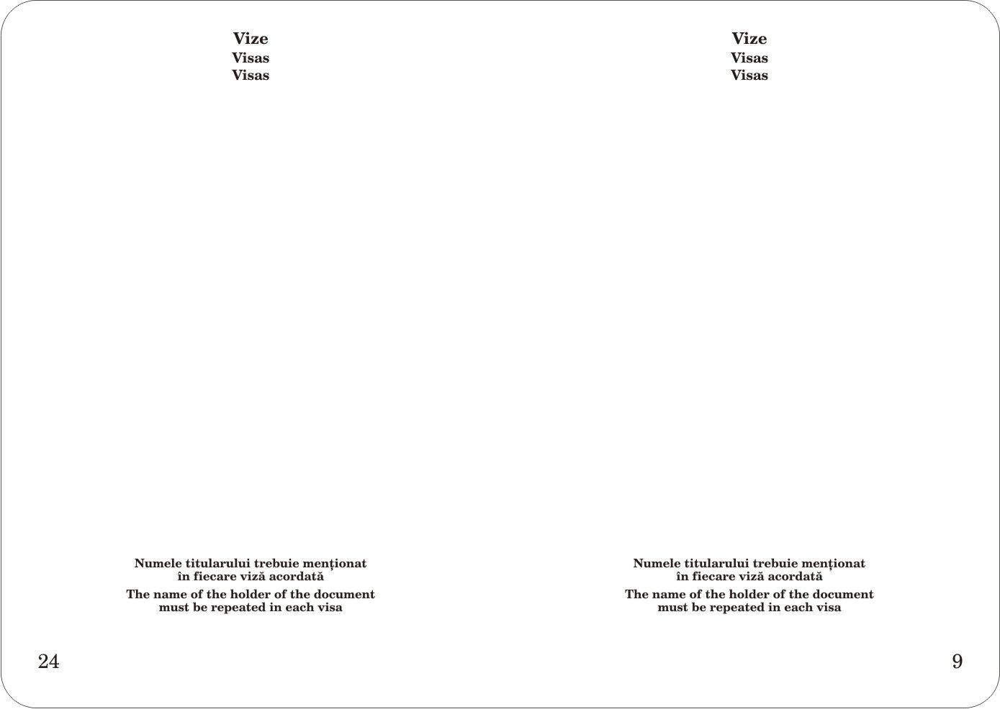 Vize
Visas
Visas
Numele titularului trebuie menționat
în fiecare viză acordată
The name of the holder of the document
must be repeated in each visa
24
Vize
Visas
Visas
Numele titularului trebuie menționat
în fiecare viză acordată
The name of the holder of the document
must be repeated in each visa
9